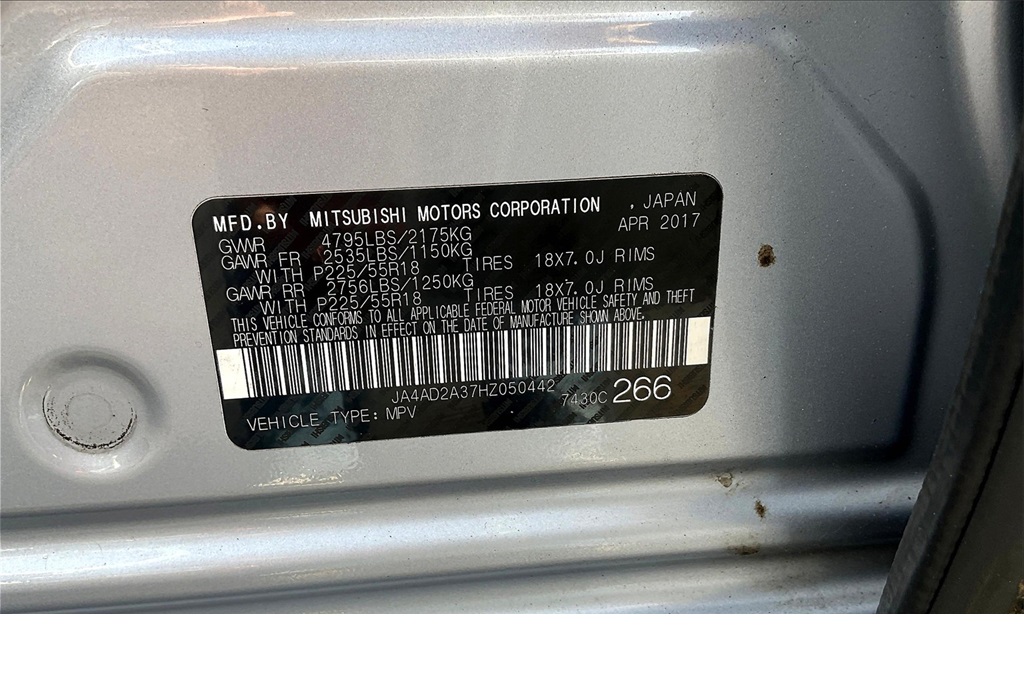 MFD.BY MITSUBISHI MOTORS CORPORATION , JAPAN
APR 2017
GVWR 4795LBS/2175KG
GAWR FR 2535LBS/1150KG
WITH P225/55R18 TIRES 18X7.0J RIMS
GAWR RR 2756LBS/1250KG
WITH P225/55R18 TIRES 18X7.0J RIMS
THIS VEHICLE CONFORMS TO ALL APPLICABLE FEDERAL MOTOR VEHICLE SAFETY AND THEFT
PREVENTION STANDARDS IN EFFECT ON THE DATE OF MANUFACTURE SHOWN ABOVE.
JA4AD2A37HZ050442
7430C 266
VEHICLE TYPE: MPV